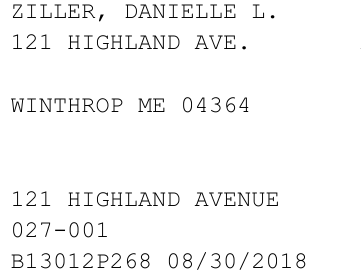 ZILLER, DANIELLE L.
121 HIGHLAND AVE.
WINTHROP ME 04364
121 HIGHLAND AVENUE
027-001
B13012P268 08/30/2018